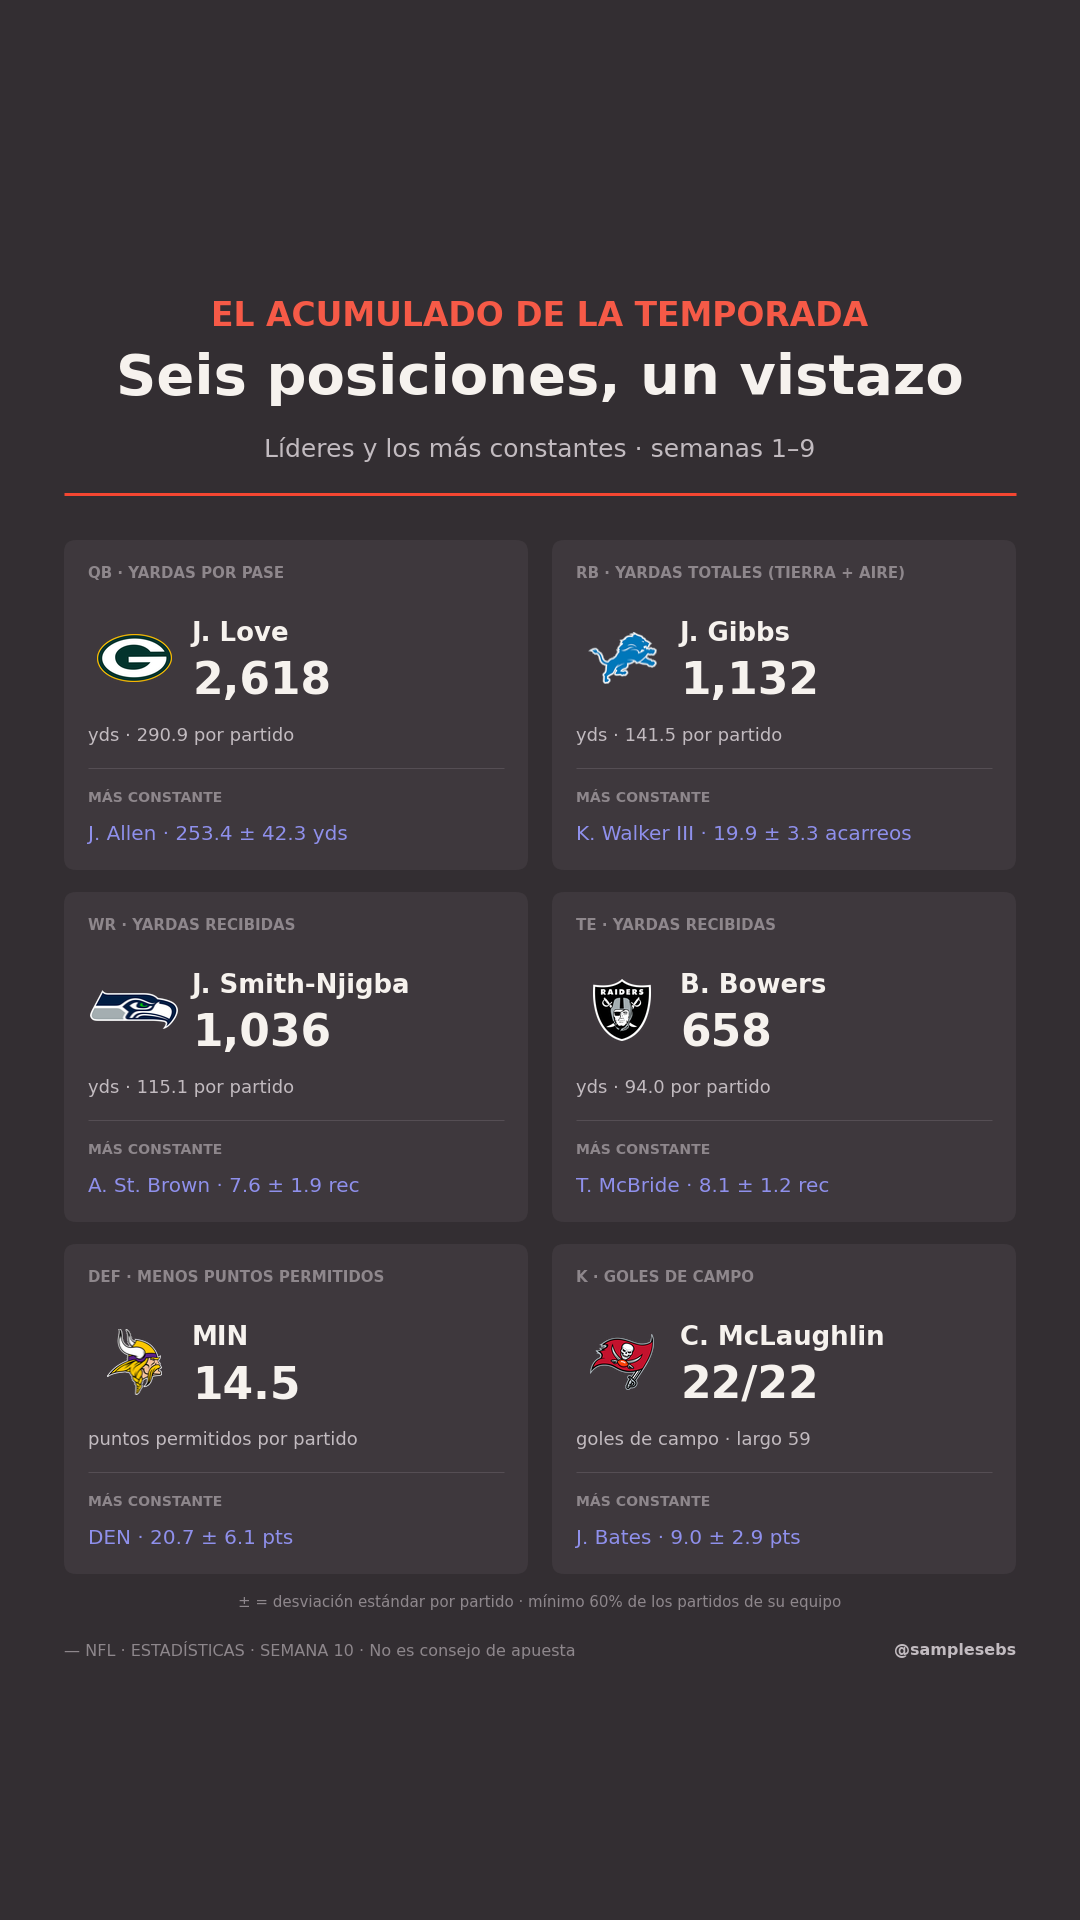 EL ACUMULADO DE LA TEMPORADA
Seis posiciones, un vistazo
Líderes y los más constantes · semanas 1–9
QB · YARDAS POR PASE
J. Love
2,618
yds · 290.9 por partido
MÁS CONSTANTE
J. Allen · 253.4 ± 42.3 yds
RB · YARDAS TOTALES (TIERRA + AIRE)
J. Gibbs
1,132
yds · 141.5 por partido
MÁS CONSTANTE
K. Walker III · 19.9 ± 3.3 acarreos
WR · YARDAS RECIBIDAS
J. Smith-Njigba
1,036
yds · 115.1 por partido
MÁS CONSTANTE
A. St. Brown · 7.6 ± 1.9 rec
TE · YARDAS RECIBIDAS
RAIDERS
B. Bowers
658
yds · 94.0 por partido
MÁS CONSTANTE
T. McBride · 8.1 ± 1.2 rec
DEF · MENOS PUNTOS PERMITIDOS
MIN
14.5
puntos permitidos por partido
MÁS CONSTANTE
DEN · 20.7 ± 6.1 pts
K · GOLES DE CAMPO
C. McLaughlin
22/22
goles de campo · largo 59
MÁS CONSTANTE
J. Bates · 9.0 ± 2.9 pts
± = desviación estándar por partido · mínimo 60% de los partidos de su equipo
— NFL · ESTADÍSTICAS · SEMANA 10 · No es consejo de apuesta
@samplesebs